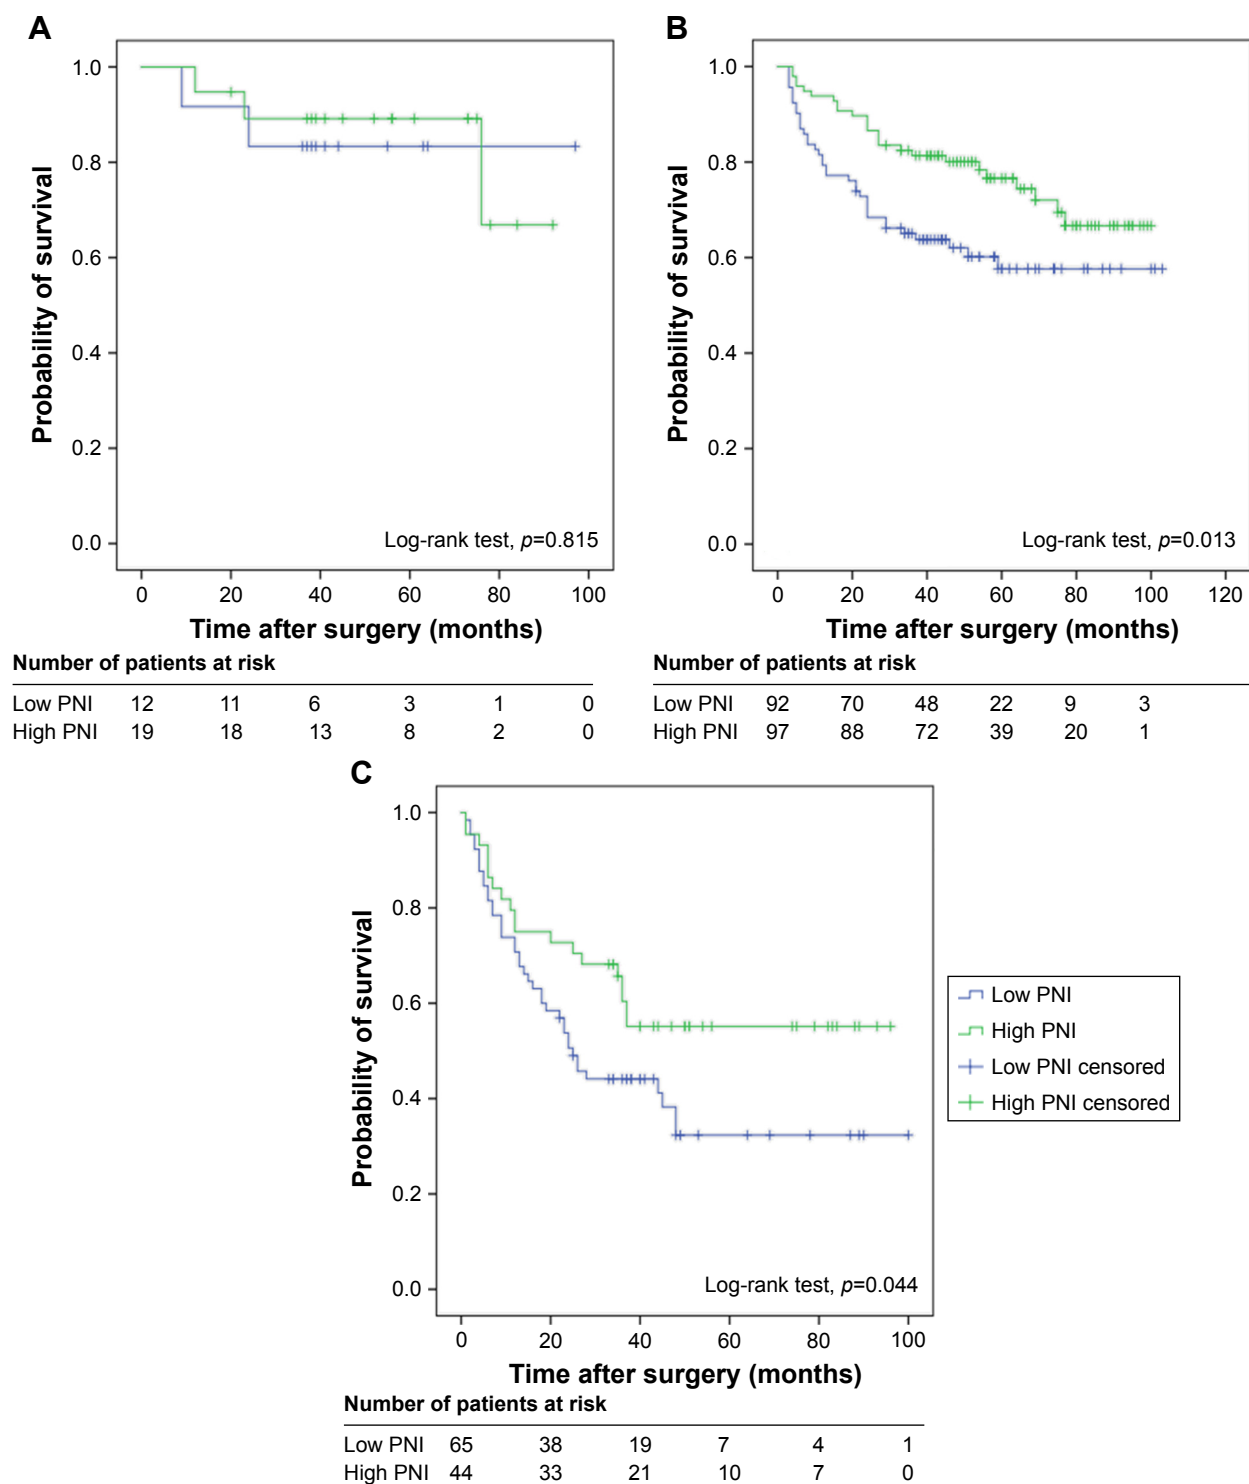 A
Probability of survival
1.0
0.8
0.6
0.4
0.2
0.0
Log-rank test, p=0.815
0 20 40 60 80 100
Time after surgery (months)
Number of patients at risk
Low PNI 12 11 6 3 1 0
High PNI 19 18 13 8 2 0
B
Probability of survival
1.0
0.8
0.6
0.4
0.2
0.0
Log-rank test, p=0.013
0 20 40 60 80 100 120
Time after surgery (months)
Number of patients at risk
Low PNI 92 70 48 22 9 3
High PNI 97 88 72 39 20 1
C
Probability of survival
1.0
0.8
0.6
0.4
0.2
0.0
Log-rank test, p=0.044
0 20 40 60 80 100
Time after surgery (months)
Number of patients at risk
Low PNI 65 38 19 7 4 1
High PNI 44 33 21 10 7 0
Low PNI
High PNI
Low PNI censored
High PNI censored